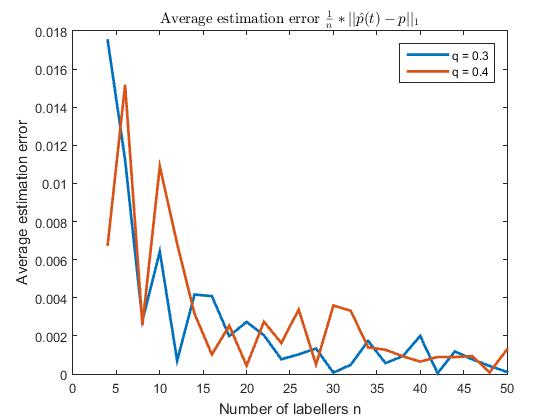 Average estimation error $\frac{1}{n} * ||\hat{p}(t) - p||_1$
q = 0.3
q = 0.4
Average estimation error
0.018
0.016
0.014
0.012
0.01
0.008
0.006
0.004
0.002
0
0 5 10 15 20 25 30 35 40 45 50
Number of labellers n